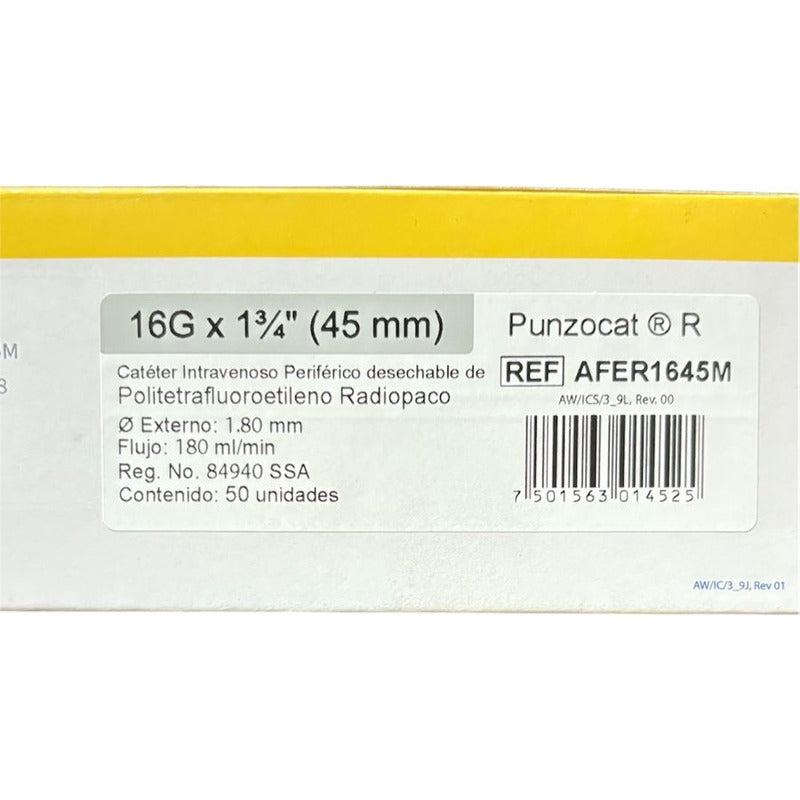 16G x 1¾" (45 mm)
Punzocat ® R
Catéter Intravenoso Periférico desechable de
Politetrafluoroetileno Radiopaco
Ø Externo: 1.80 mm
Flujo: 180 ml/min
Reg. No. 84940 SSA
Contenido: 50 unidades
REF AFER1645M
AW/ICS/3_9L, Rev. 00
7 501563 014525
AW/IC/3_9J, Rev 01